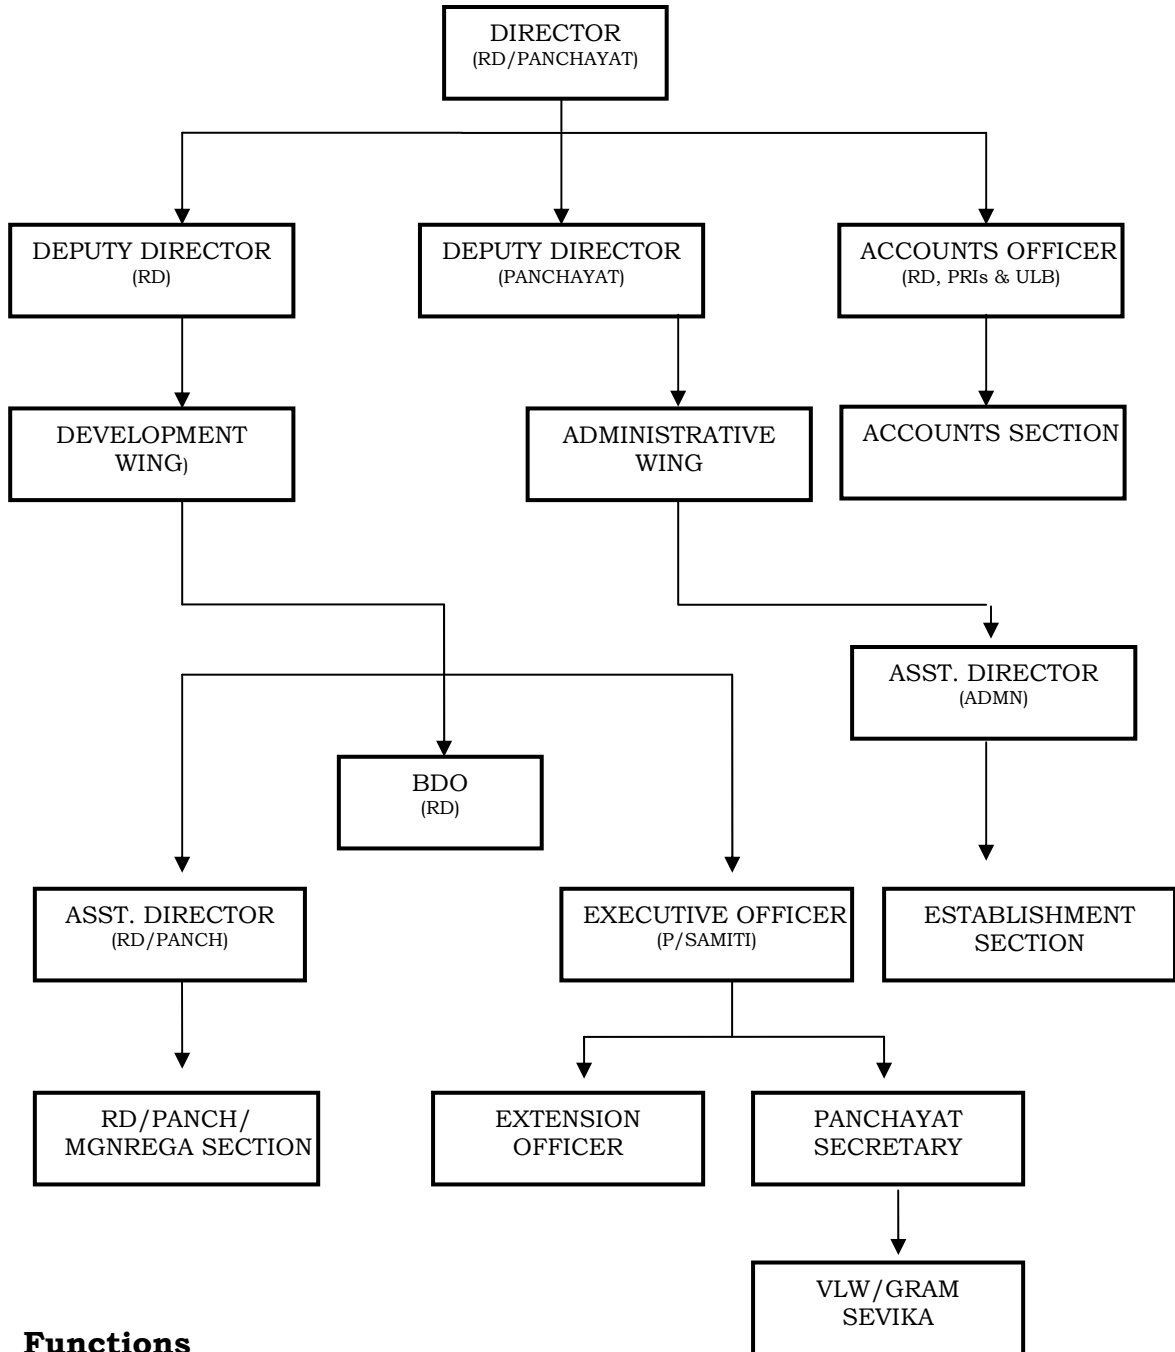 DIRECTOR
(RD/PANCHAYAT)
DEPUTY DIRECTOR
(RD)
DEPUTY DIRECTOR
(PANCHAYAT)
ACCOUNTS OFFICER
(RD, PRIs & ULB)
DEVELOPMENT
WING)
ADMINISTRATIVE
WING
ACCOUNTS SECTION
ASST. DIRECTOR
(ADMN)
BDO
(RD)
ASST. DIRECTOR
(RD/PANCH)
EXECUTIVE OFFICER
(P/SAMITI)
ESTABLISHMENT
SECTION
RD/PANCH/
MGNREGA SECTION
EXTENSION
OFFICER
PANCHAYAT
SECRETARY
VLW/GRAM
SEVIKA
Functions